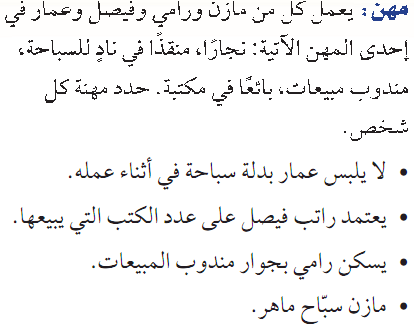 مهن: يعمل كل من مازن ورامي وفيصل وعمار في
إحدى المهن الآتية: نجارًا، منقذًا في نادٍ للسباحة،
مندوب مبيعات، بائعًا في مكتبة. حدد مهنة كل
شخص.
• لا يلبس عمار بدلة سباحة في أثناء عمله.
• يعتمد راتب فيصل على عدد الكتب التي يبيعها.
• يسكن رامي بجوار مندوب المبيعات.
• مازن سبّاح ماهر.